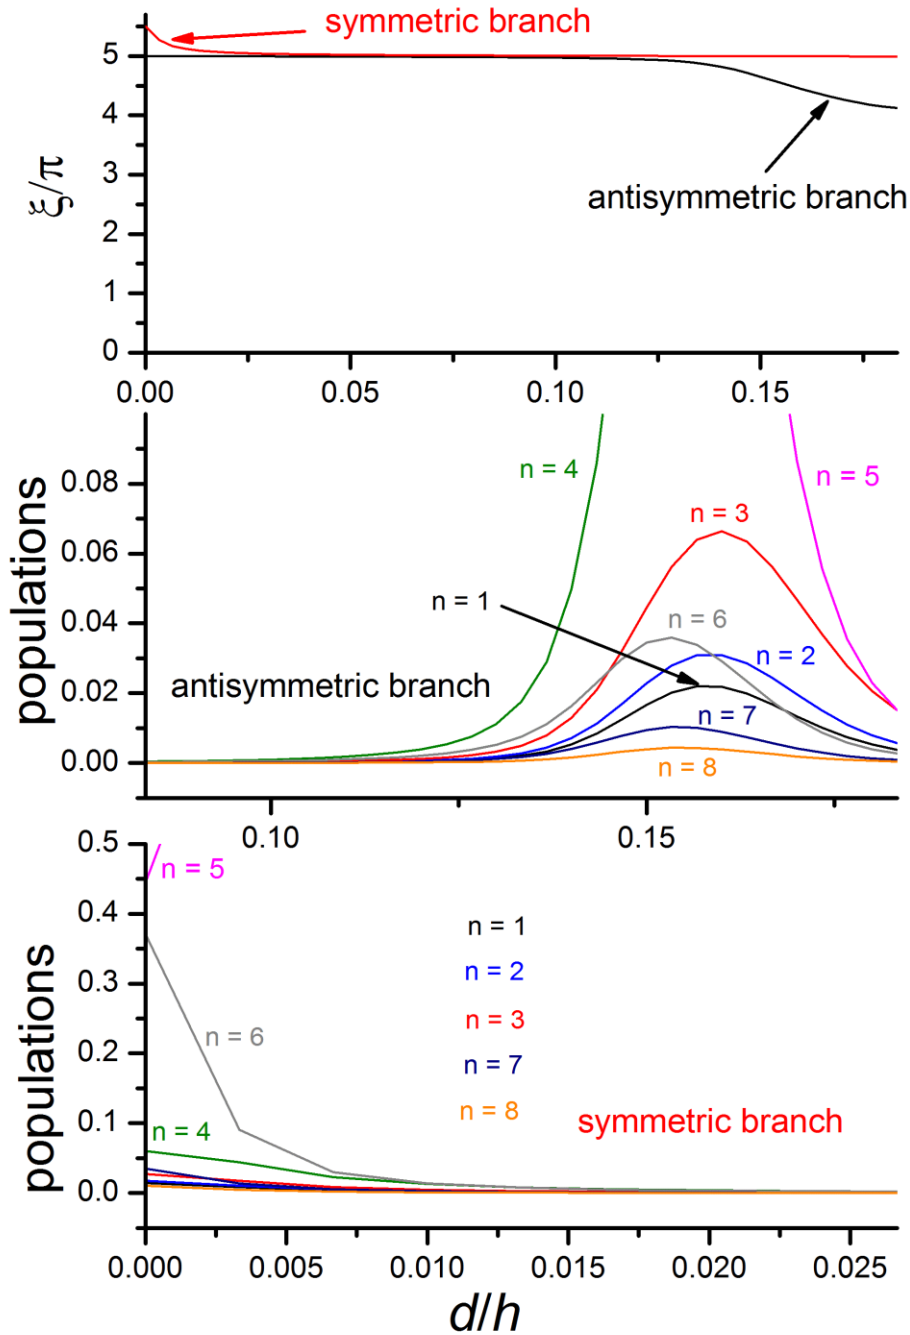 symmetric branch
5
4
3
2
1
0
ξ/π
antisymmetric branch
0.00
0.05
0.10
0.15
populations
0.08
0.06
0.04
0.02
0.00
n = 4
n = 5
n = 3
n = 1
n = 6
n = 2
antisymmetric branch
n = 7
n = 8
0.10
0.15
populations
0.5
0.4
0.3
0.2
0.1
0.0
n = 5
n = 1
n = 2
n = 6
n = 3
n = 7
n = 4
n = 8
symmetric branch
0.000
0.005
0.010
0.015
0.020
0.025
d/h